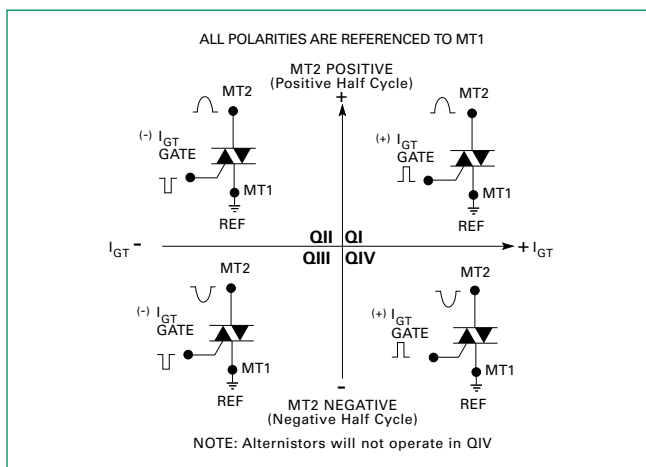 ALL POLARITIES ARE REFERENCED TO MT1
MT2 POSITIVE
(Positive Half Cycle)
+
MT2
(-) IGT
GATE
MT1
REF
MT2
(+) IGT
GATE
MT1
REF
IGT -
QII QI
QIII QIV
+ IGT
MT2
(-) IGT
GATE
MT1
REF
MT2
(+) IGT
GATE
MT1
REF
-
MT2 NEGATIVE
(Negative Half Cycle)
NOTE: Alternistors will not operate in QIV